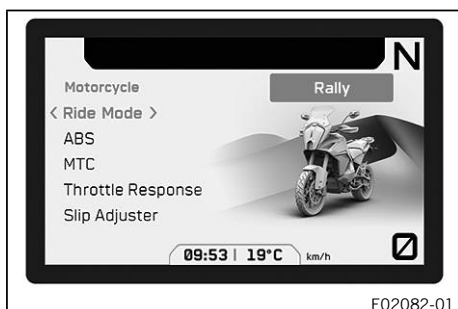 N
Motorcycle
Rally
< Ride Mode >
ABS
MTC
Throttle Response
Slip Adjuster
09:53 | 19°C km/h
0
F02082-01